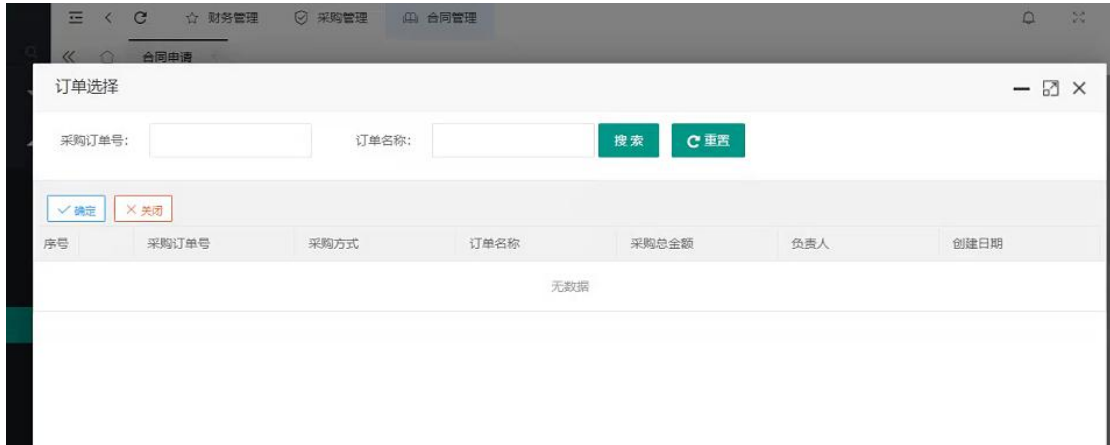 财务管理 采购管理 合同管理
合同申请
订单选择
采购订单号: 订单名称: 搜索 重置
确定 关闭
序号 采购订单号 采购方式 订单名称 采购总金额 负责人 创建日期
无数据